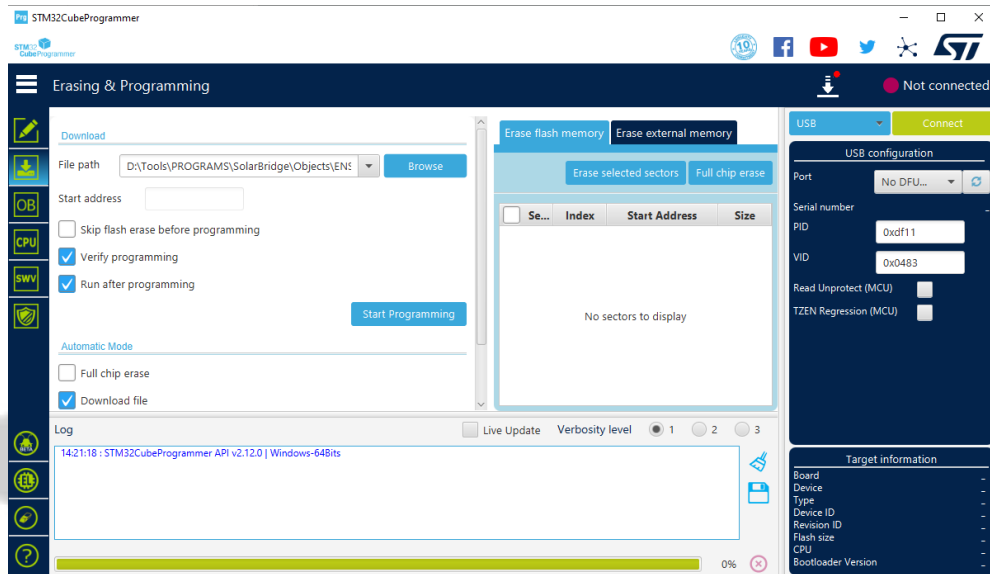 Prg STM32CubeProgrammer
STM32
CubeProgrammer
10
Erasing & Programming
Not connected
Download
File path
D:\Tools\PROGRAMS\SolarBridge\Objects\ENS
Browse
Start address
Skip flash erase before programming
Verify programming
Run after programming
Start Programming
Automatic Mode
Full chip erase
Download file
OB
CPU
SWV
Erase flash memory
Erase external memory
Erase selected sectors
Full chip erase
Se... Index Start Address Size
No sectors to display
USB
Connect
USB configuration
Port
No DFU...
Serial number -
PID
0xdf11
VID
0x0483
Read Unprotect (MCU)
TZEN Regression (MCU)
Log
Live Update Verbosity level 1 2 3
14:21:18 : STM32CubeProgrammer API v2.12.0 | Windows-64Bits
0%
Target information
Board -
Device -
Type -
Device ID -
Revision ID -
Flash size -
CPU -
Bootloader Version -
BETA
?